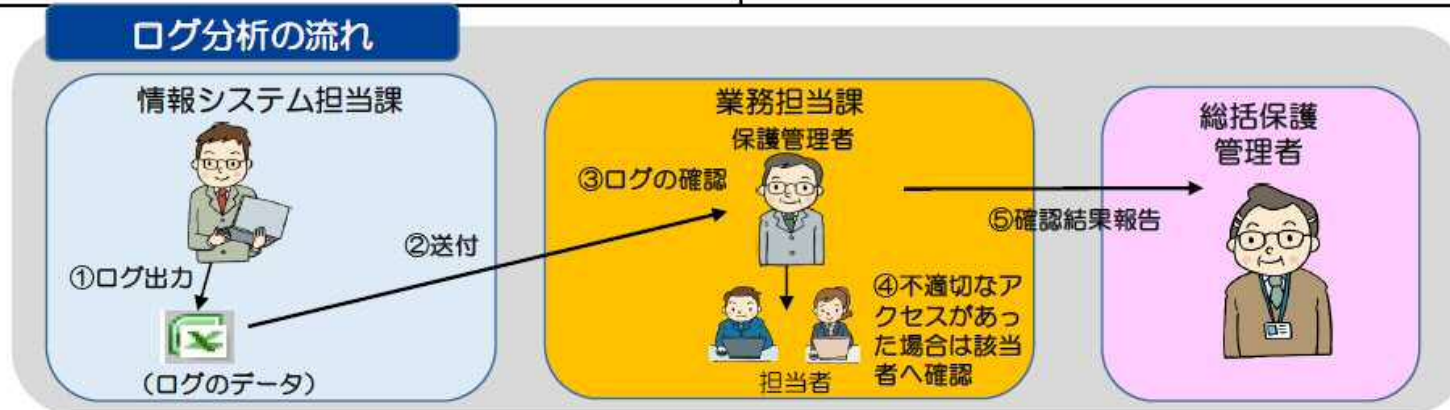 ログ分析の流れ
情報システム担当課
①ログ出力
(ログのデータ)
②送付
業務担当課
保護管理者
③ログの確認
④不適切なア
クセスがあっ
た場合は該当
者へ確認
担当者
⑤確認結果報告
総括保護
管理者